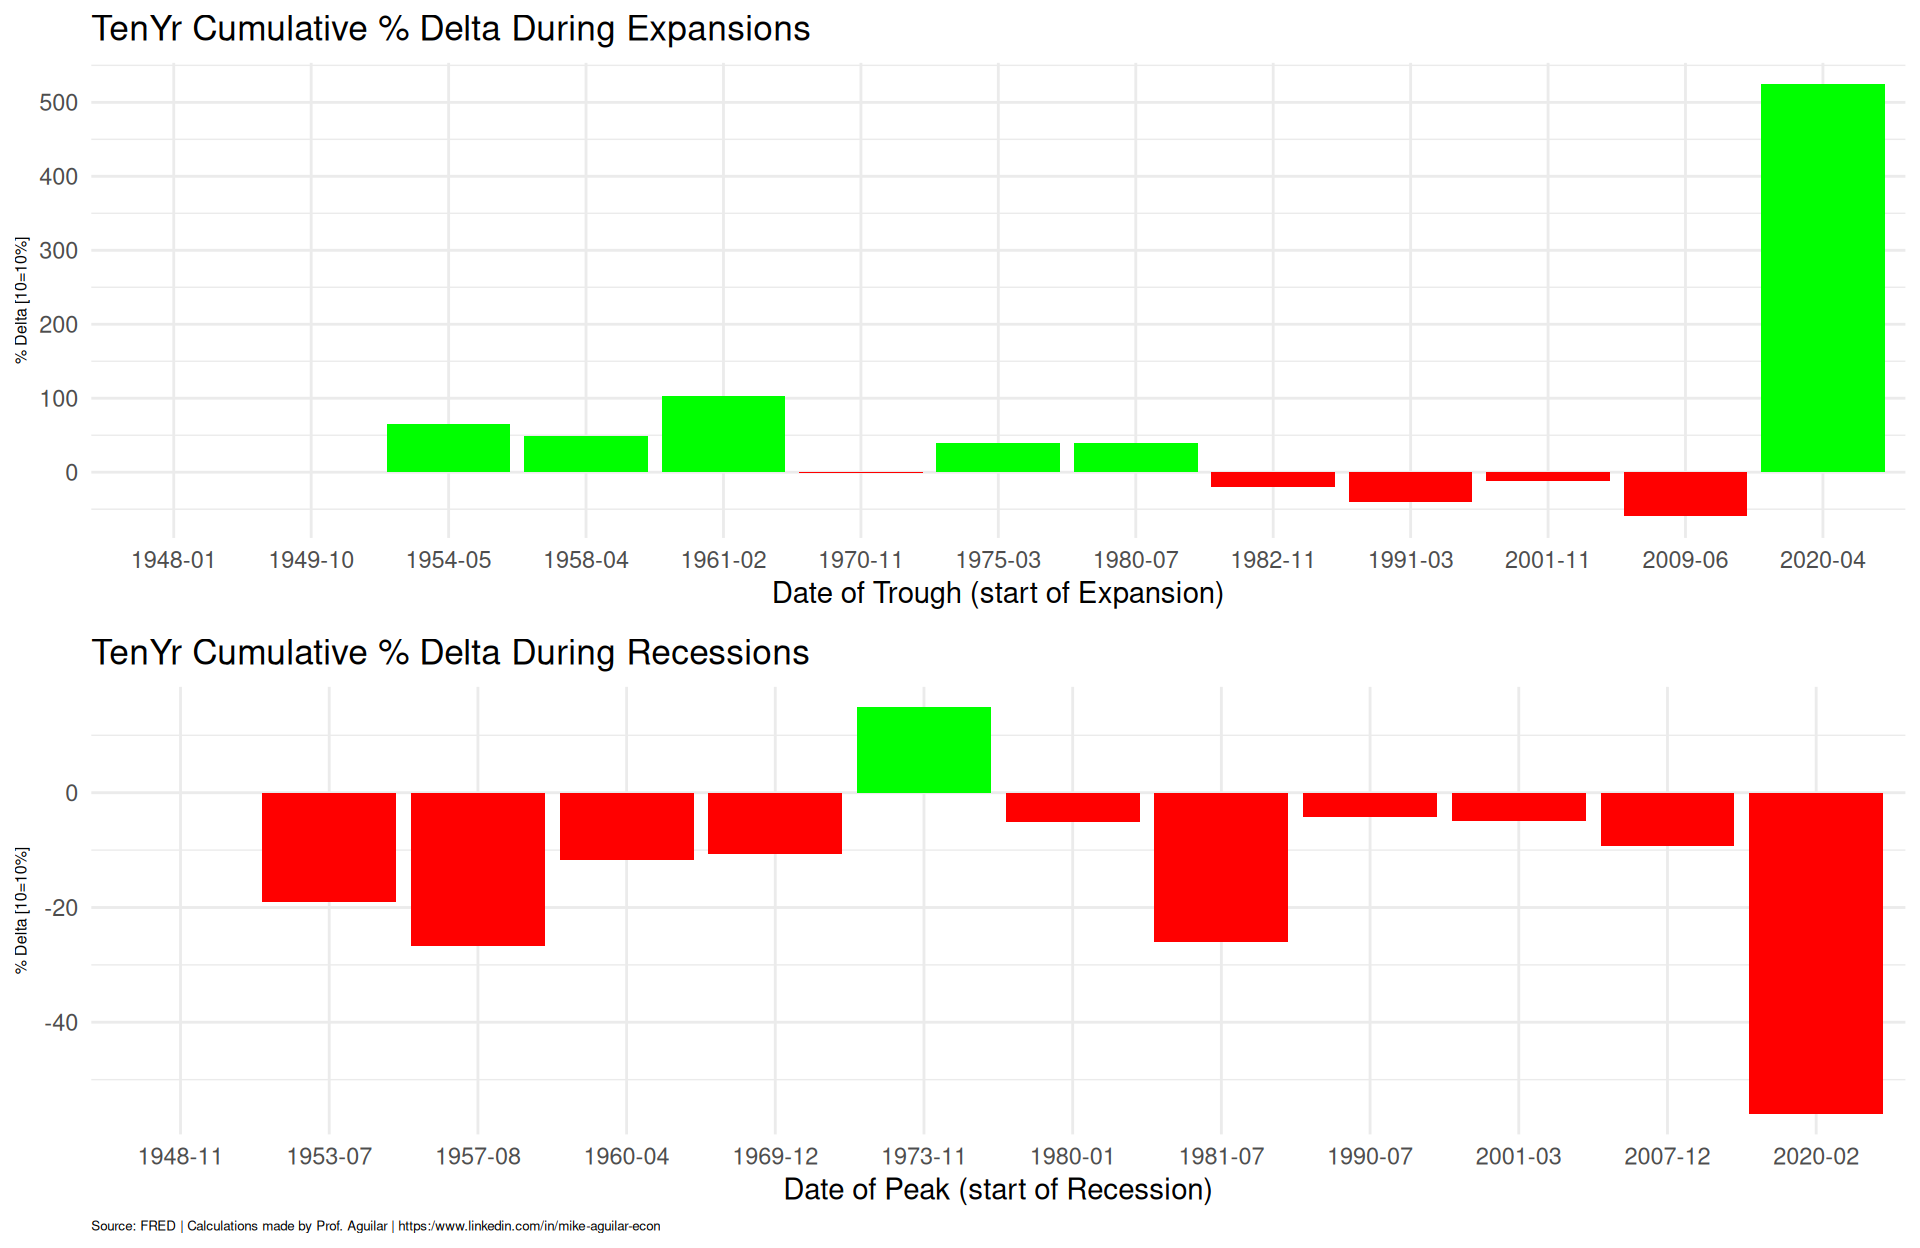 TenYr Cumulative % Delta During Expansions
% Delta [10=10%]
500
400
300
200
100
0
1948-01 1949-10 1954-05 1958-04 1961-02 1970-11 1975-03 1980-07 1982-11 1991-03 2001-11 2009-06 2020-04
Date of Trough (start of Expansion)
TenYr Cumulative % Delta During Recessions
% Delta [10=10%]
0
-20
-40
1948-11 1953-07 1957-08 1960-04 1969-12 1973-11 1980-01 1981-07 1990-07 2001-03 2007-12 2020-02
Date of Peak (start of Recession)
Source: FRED | Calculations made by Prof. Aguilar | https:/www.linkedin.com/in/mike-aguilar-econ